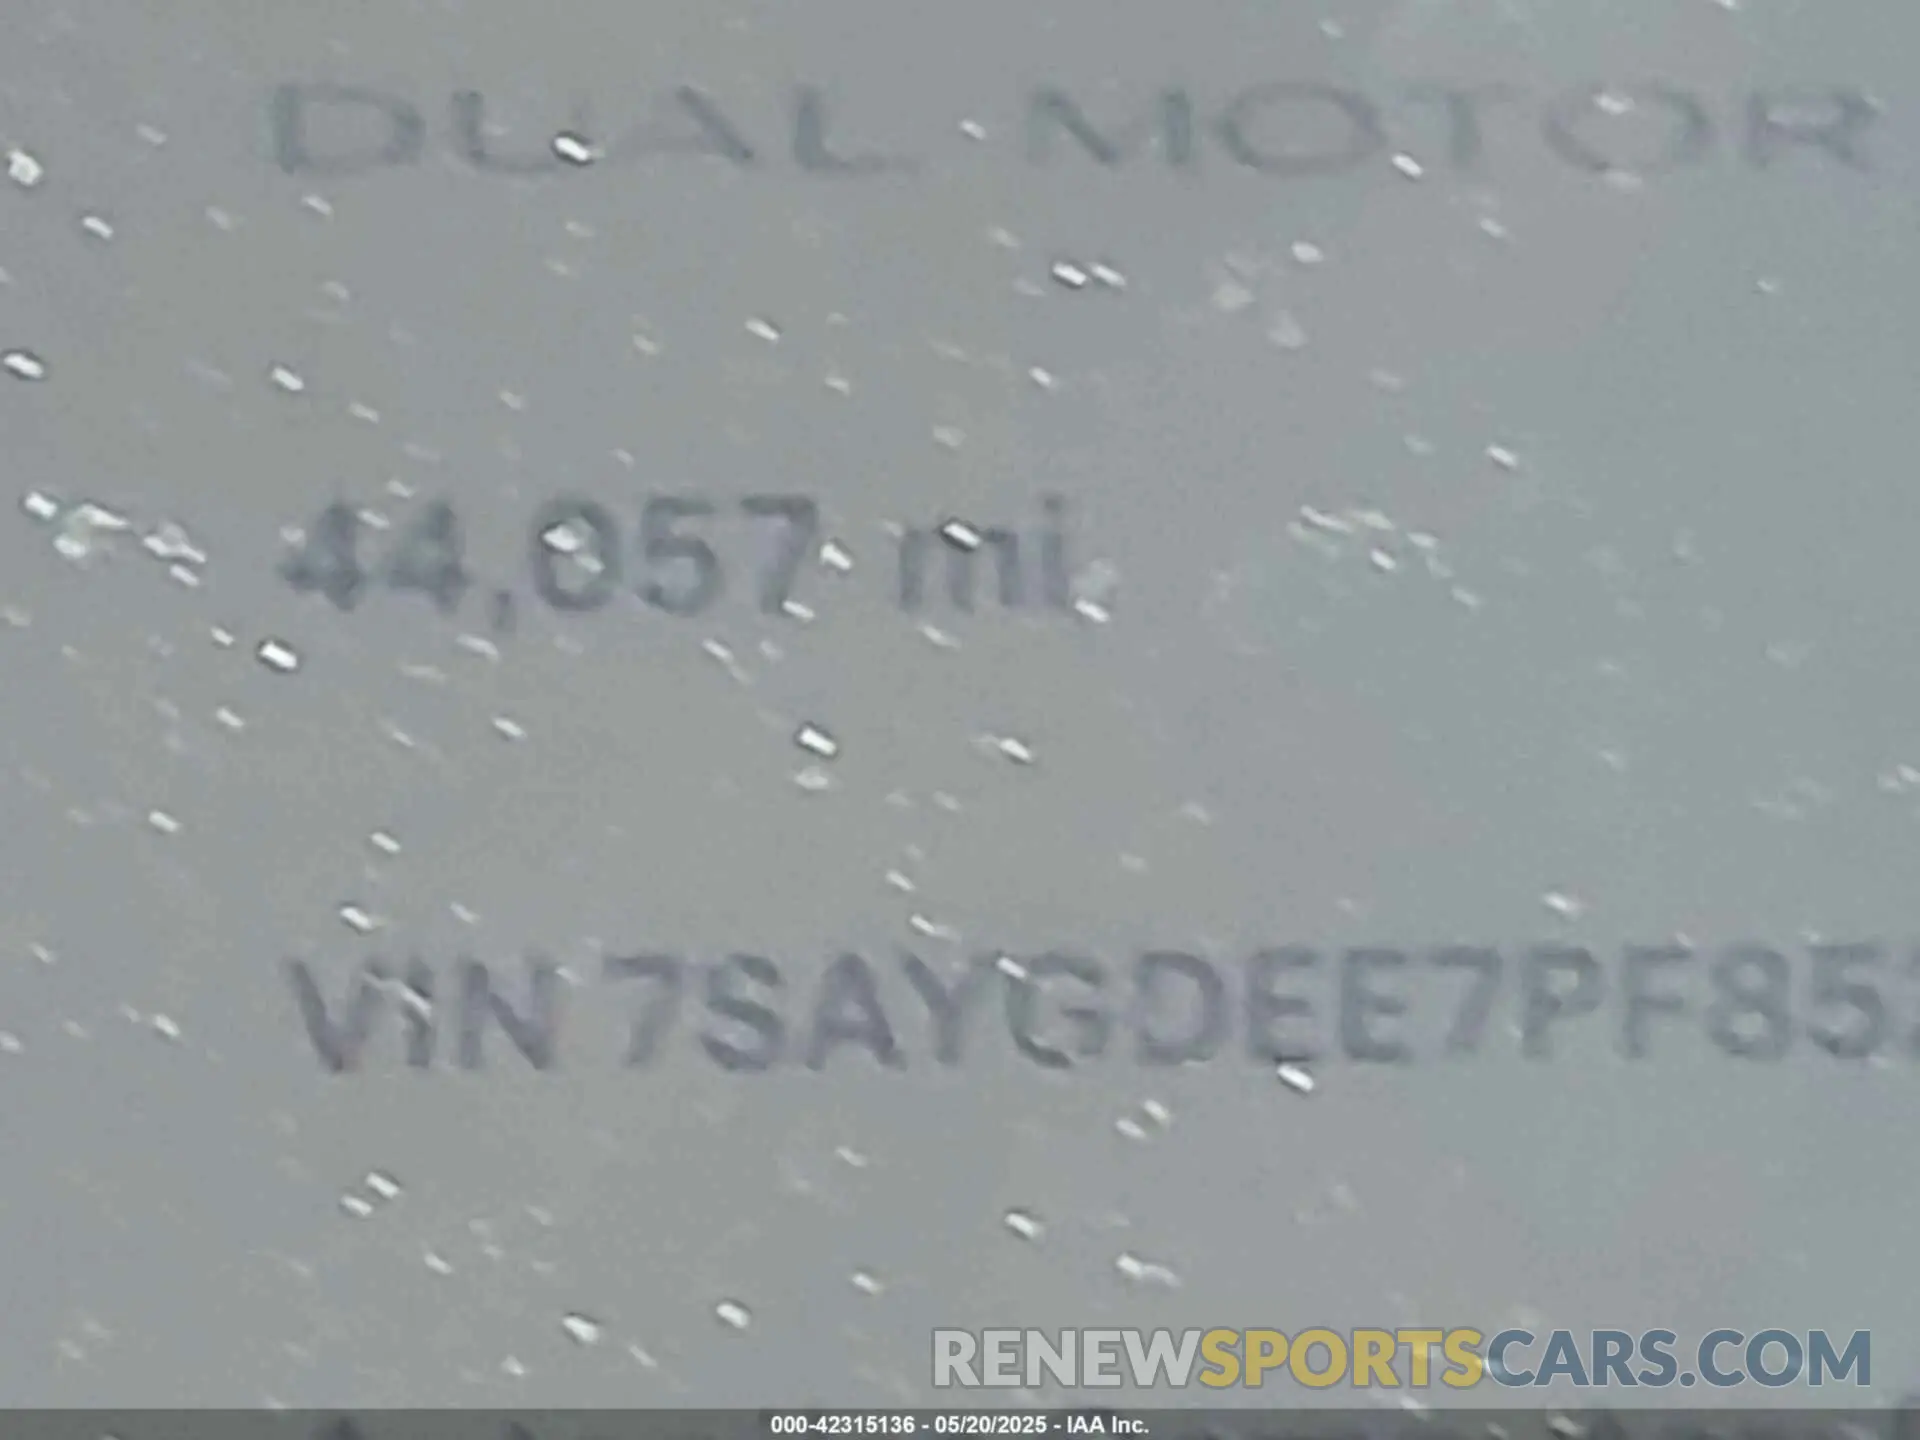 DUAL MOTOR
44,057 mi
VIN 7SAYGDEE7PF85
RENEWSPORTSCARS.COM
000-42315136 - 05/20/2025 - IAA Inc.